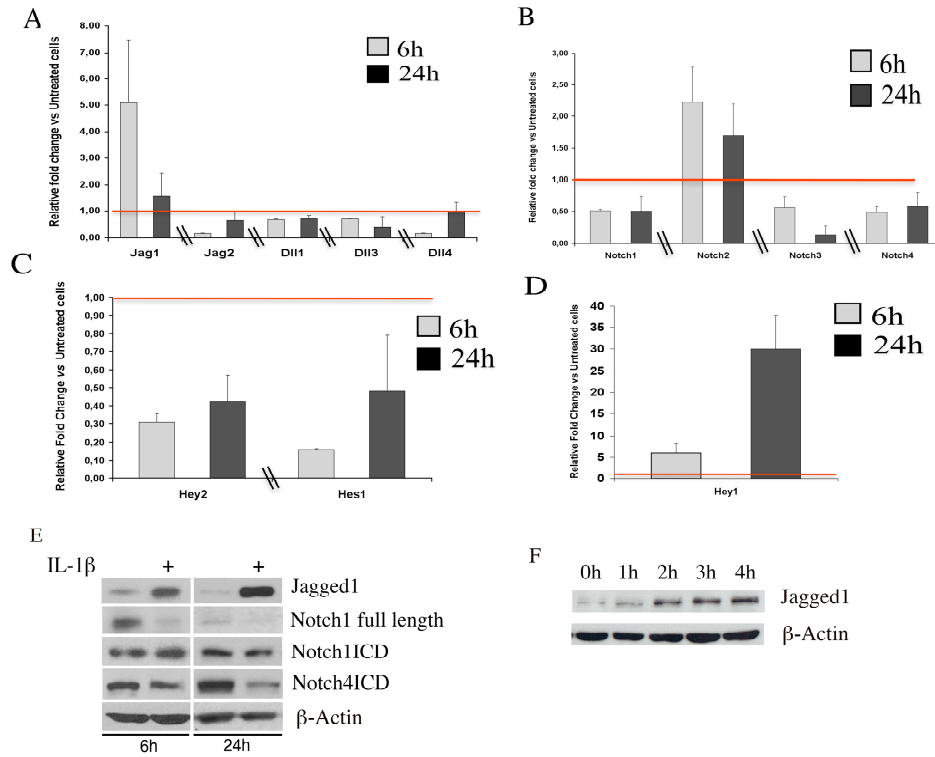 A
Relative fold change vs Untreated cells
8,00
7,00
6,00
5,00
4,00
3,00
2,00
1,00
0,00
6h
24h
Jag1
Jag2
Dll1
Dll3
Dll4
B
Relative fold change vs Untreated cells
3,00
2,50
2,00
1,50
1,00
0,50
0,00
6h
24h
Notch1
Notch2
Notch3
Notch4
C
Relative Fold Change vs Untreated cells
1,00
0,90
0,80
0,70
0,60
0,50
0,40
0,30
0,20
0,10
0,00
6h
24h
Hey2
Hes1
D
Relative Fold Change vs Untreated cells
40
35
30
25
20
15
10
5
0
6h
24h
Hey1
E
IL-1β + +
Jagged1
Notch1 full length
Notch1ICD
Notch4ICD
β-Actin
6h 24h
F
0h 1h 2h 3h 4h
Jagged1
β-Actin